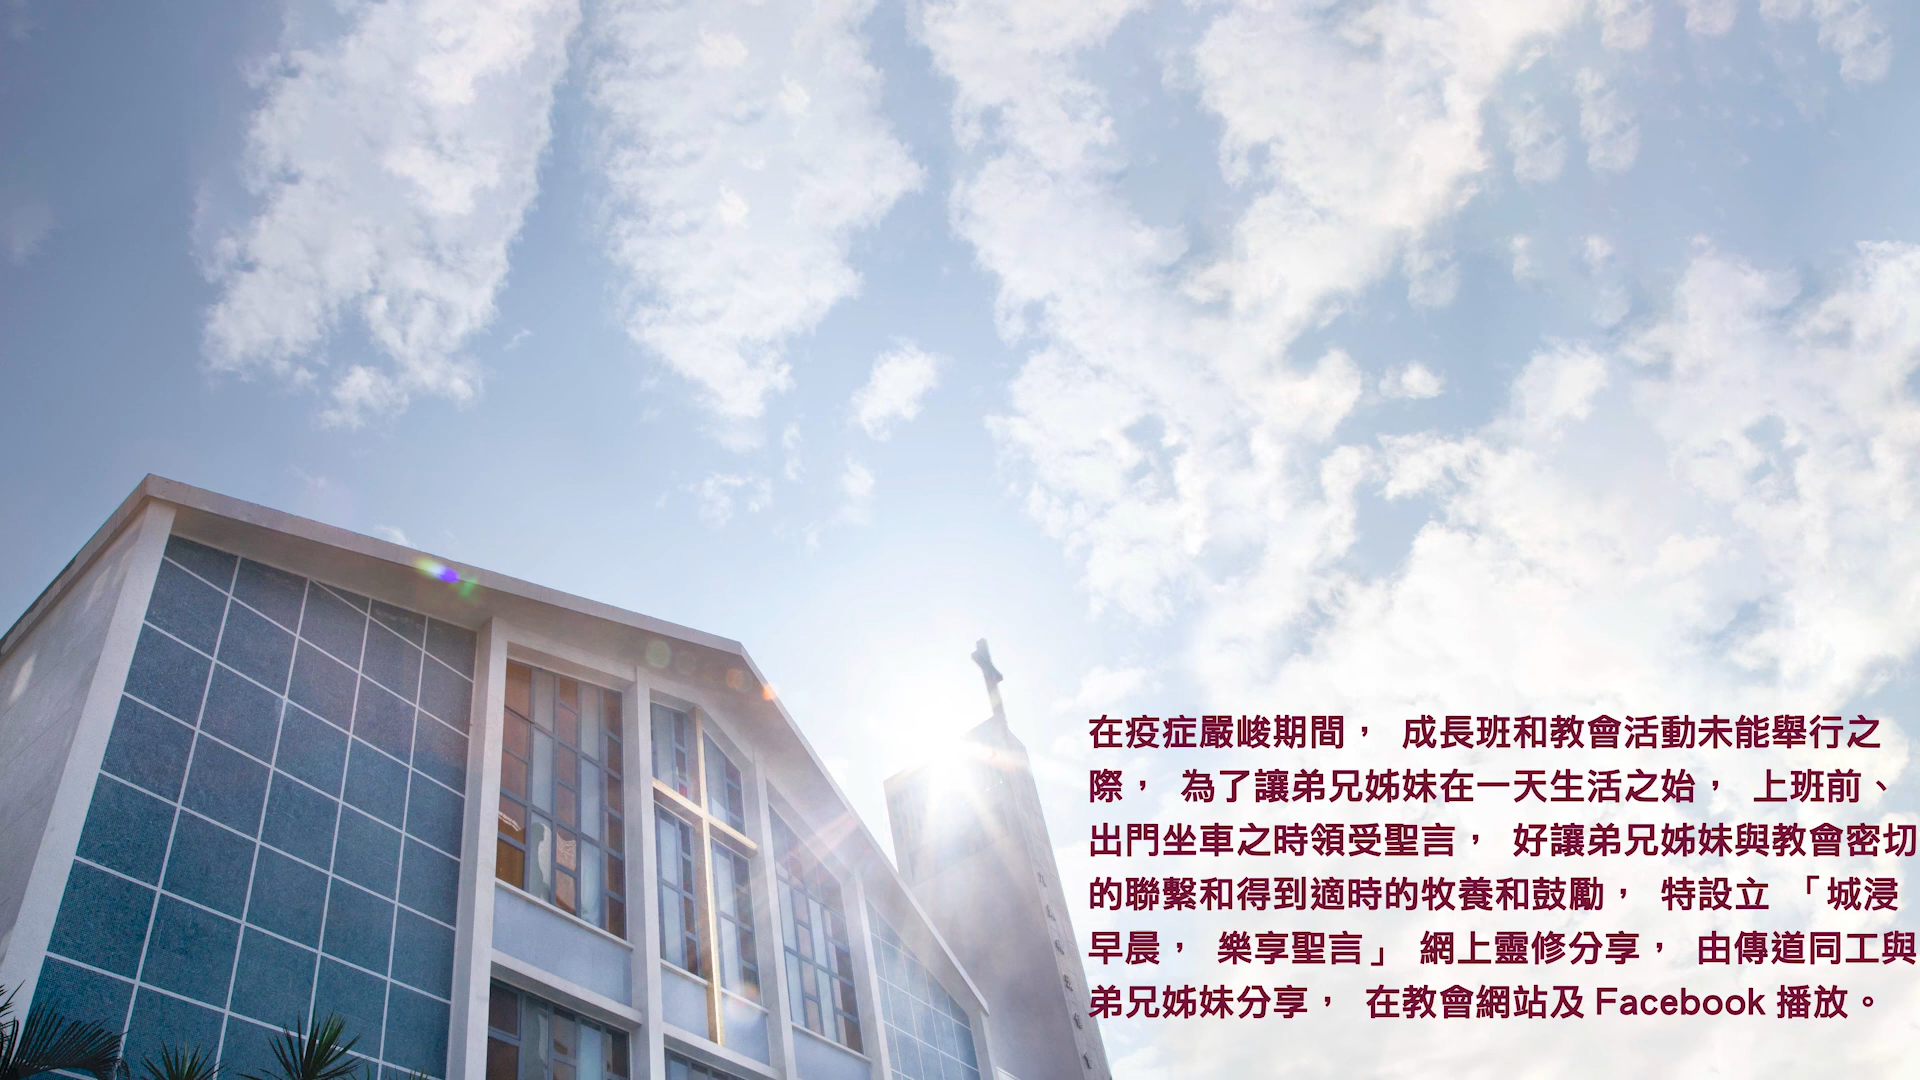 在疫症嚴峻期間，成長班和教會活動未能舉行之
際，為了讓弟兄姊妹在一天生活之始，上班前、
出門坐車之時領受聖言，好讓弟兄姊妹與教會密切
的聯繫和得到適時的牧養和鼓勵，特設立「城浸
早晨，樂享聖言」網上靈修分享，由傳道同工與
弟兄姊妹分享，在教會網站及 Facebook 播放。